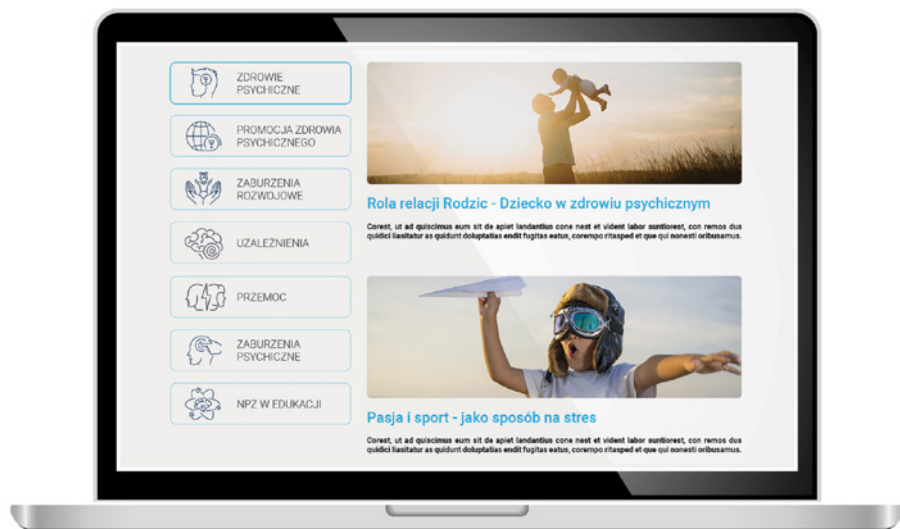 ZDROWIE
PSYCHICZNE
PROMOCJA ZDROWIA
PSYCHICZNEGO
ZABURZENIA
ROZWOJOWE
UZALEŻNIENIA
PRZEMOC
ZABURZENIA
PSYCHICZNE
NPZ W EDUKACJI
Rola relacji Rodzic - Dziecko w zdrowiu psychicznym
Corest, ut ad quiscimus eum sit de apiet landantius cone nest et vident labor suntiorest, con remos dus
quidici liasitatur as quidunt doluptatias endit fugitas eatus, corempo ritasped et que qui nonesti oribusamus.
Pasja i sport - jako sposób na stres
Corest, ut ad quiscimus eum sit de apiet landantius cone nest et vident labor suntiorest, con remos dus
quidici liasitatur as quidunt doluptatias endit fugitas eatus, corempo ritasped et que qui nonesti oribusamus.